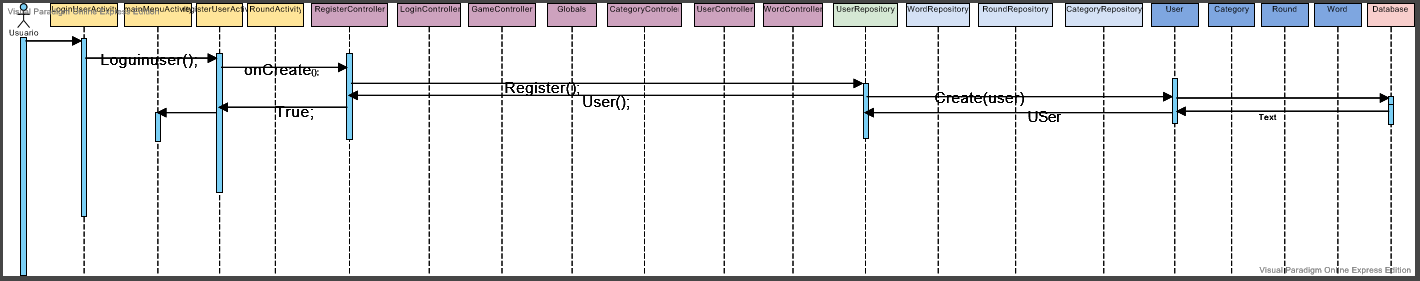 Visual Paradigm Online Express Edition
LoginUserActivity
mainMenuActivity
RoundActivity
RegisterController
LoginController
GameController
Globals
CategoryControle
UserController
WordController
UserRepository
WordRepository
RoundRepository
CategoryRepository
User
Category
Round
Word
Database
Usuario
Loguinuser();
onCreate();
Register();
User();
Create(user)
True;
USer
Text
Visual Paradigm Online Express Edition